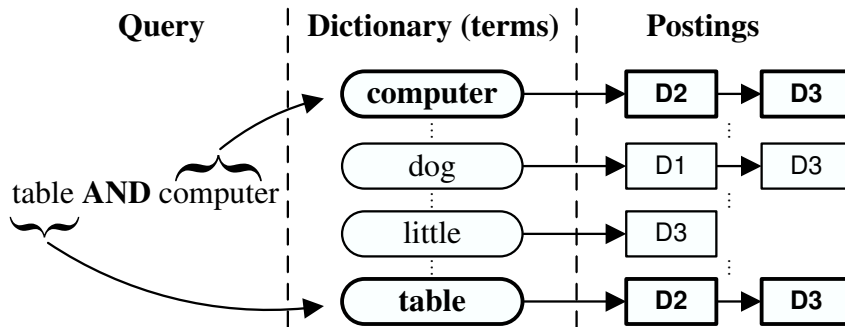 Query Dictionary (terms) Postings
computer D2 D3
dog D1 D3
table AND computer
little D3
table D2 D3